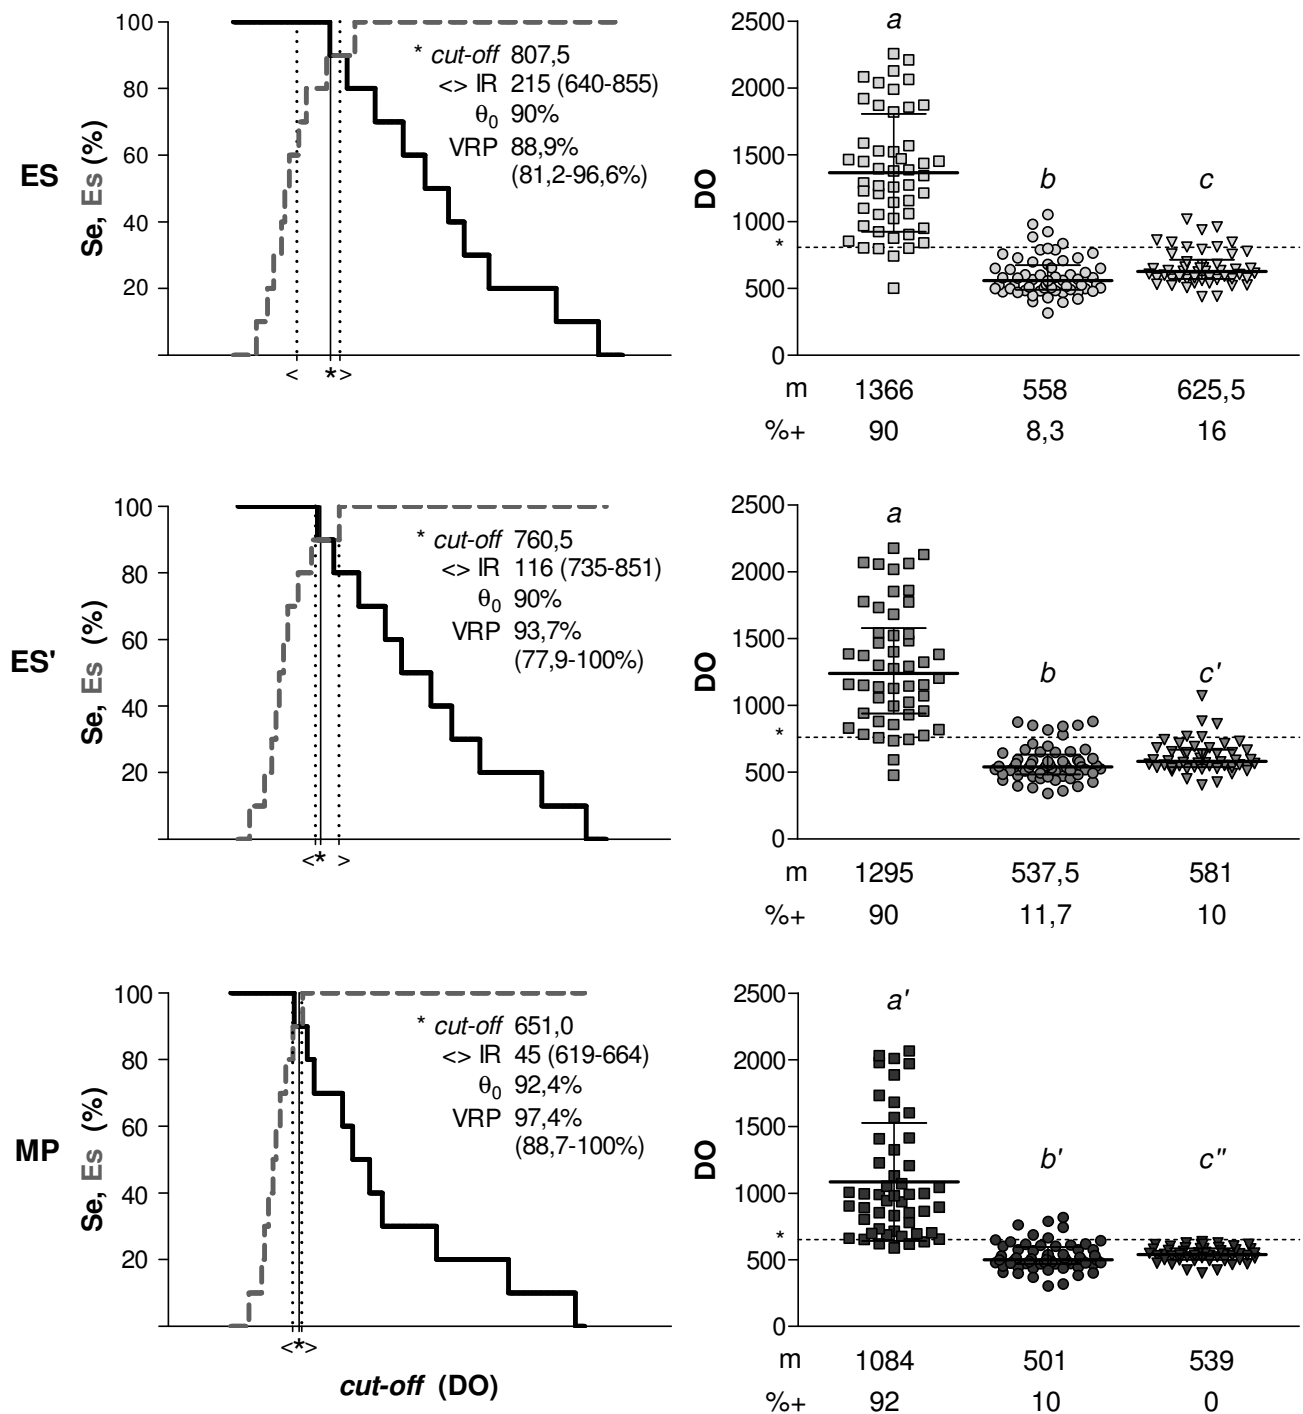 ES
Se, Es (%)
100
80
60
40
20
* cut-off 807,5
<> IR 215 (640-855)
θ0 90%
VRP 88,9%
(81,2-96,6%)
< *>
DO
2500
2000
1500
1000
*
500
0
a
b
c
m 1366 558 625,5
%+ 90 8,3 16
ES'
Se, Es (%)
100
80
60
40
20
* cut-off 760,5
<> IR 116 (735-851)
θ0 90%
VRP 93,7%
(77,9-100%)
<* >
DO
2500
2000
1500
1000
*
500
0
a
b
c'
m 1295 537,5 581
%+ 90 11,7 10
MP
Se, Es (%)
100
80
60
40
20
* cut-off 651,0
<> IR 45 (619-664)
θ0 92,4%
VRP 97,4%
(88,7-100%)
<*>
cut-off (DO)
DO
2500
2000
1500
1000
*
500
0
a'
b'
c"
m 1084 501 539
%+ 92 10 0